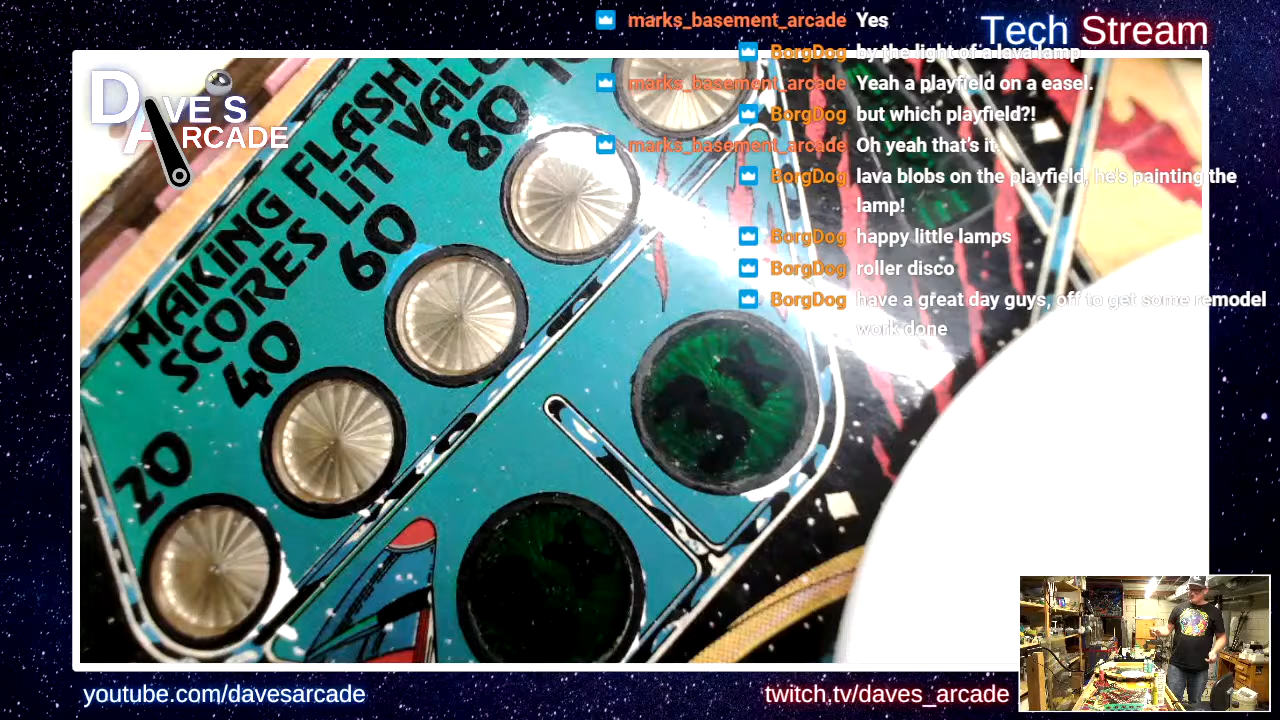 Tech Stream
DAVE'S
ARCADE
marks_basement_arcade Yes
BorgDog by the light of a lava lamp
marks_basement_arcade Yeah a playfield on a easel.
BorgDog but which playfield?!
marks_basement_arcade Oh yeah that's it.
BorgDog lava blobs on the playfield, he's painting the
lamp!
BorgDog happy little lamps
BorgDog roller disco
BorgDog have a great day guys, off to get some remodel
work done
MAKiNG FLASH
SCORES LiT VAL
80
60
40
20
youtube.com/davesarcade
twitch.tv/daves_arcade